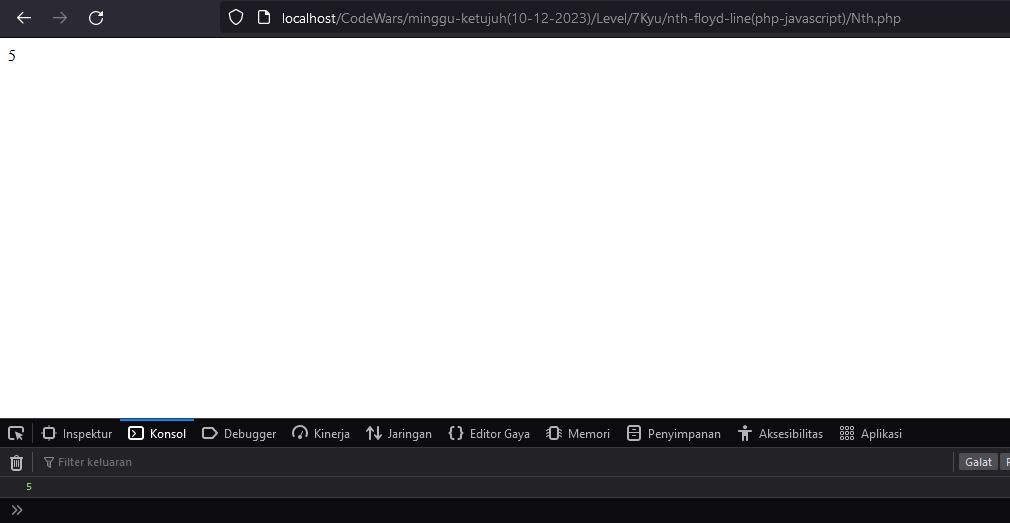 localhost/CodeWars/minggu-ketujuh(10-12-2023)/Level/7Kyu/nth-floyd-line(php-javascript)/Nth.php
5
Inspektur Konsol Debugger Kinerja Jaringan Editor Gaya Memori Penyimpanan Aksesibilitas Aplikasi
Filter keluaran Galat
5